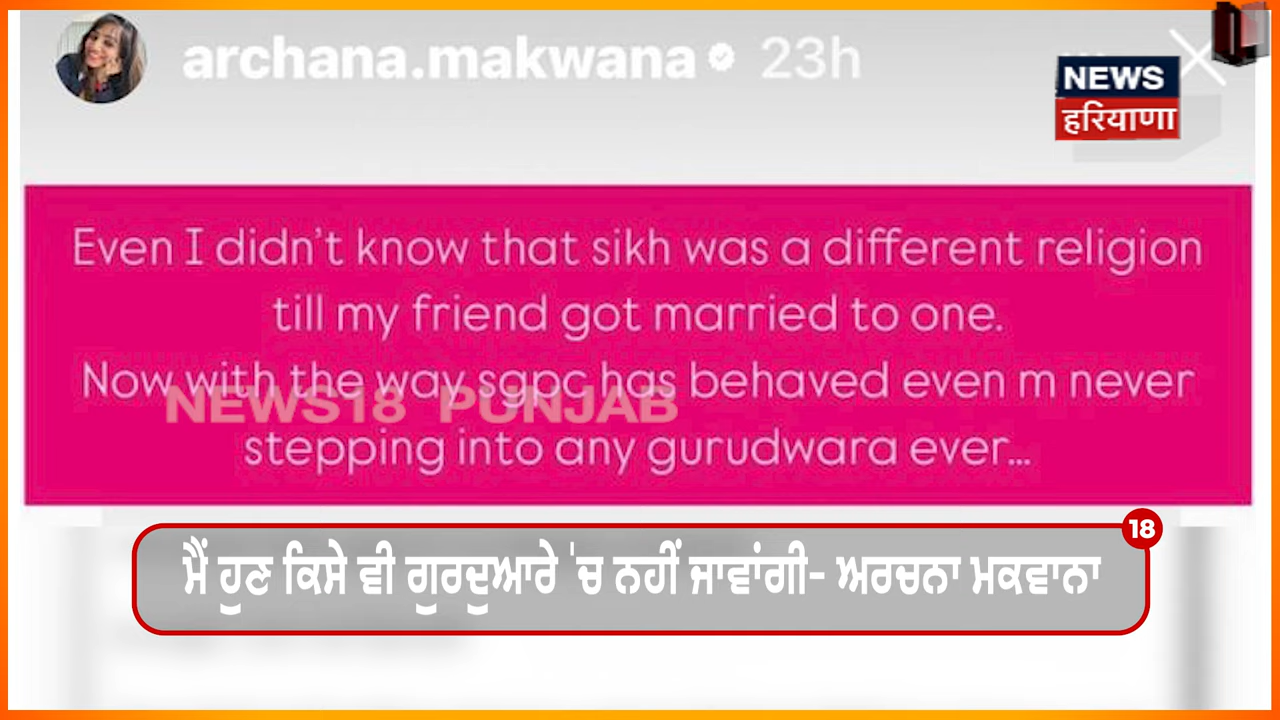 archana.makwana 23h
NEWS
हरियाणा
Even I didn't know that sikh was a different religion
till my friend got married to one.
Now with the way sgpc has behaved even m never
NEWS18 PUNJAB
stepping into any gurudwara ever...
18
ਮੈਂ ਹੁਣ ਕਿਸੇ ਵੀ ਗੁਰਦੁਆਰੇ 'ਚ ਨਹੀਂ ਜਾਵਾਂਗੀ- ਅਰਚਨਾ ਮਕਵਾਨਾ